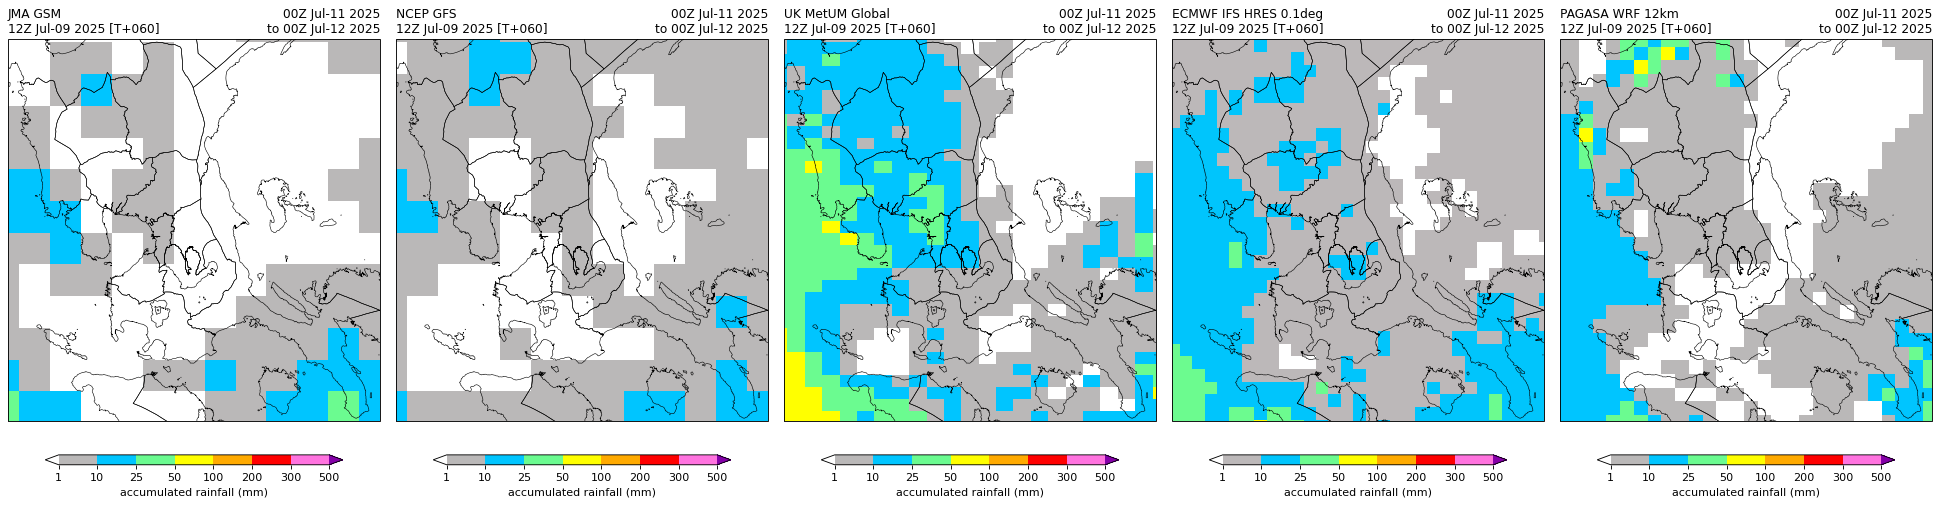 JMA GSM 00Z Jul-11 2025
12Z Jul-09 2025 [T+060] to 00Z Jul-12 2025
1 10 25 50 100 200 300 500
accumulated rainfall (mm)
NCEP GFS 00Z Jul-11 2025
12Z Jul-09 2025 [T+060] to 00Z Jul-12 2025
1 10 25 50 100 200 300 500
accumulated rainfall (mm)
UK MetUM Global 00Z Jul-11 2025
12Z Jul-09 2025 [T+060] to 00Z Jul-12 2025
1 10 25 50 100 200 300 500
accumulated rainfall (mm)
ECMWF IFS HRES 0.1deg 00Z Jul-11 2025
12Z Jul-09 2025 [T+060] to 00Z Jul-12 2025
1 10 25 50 100 200 300 500
accumulated rainfall (mm)
PAGASA WRF 12km 00Z Jul-11 2025
12Z Jul-09 2025 [T+060] to 00Z Jul-12 2025
1 10 25 50 100 200 300 500
accumulated rainfall (mm)